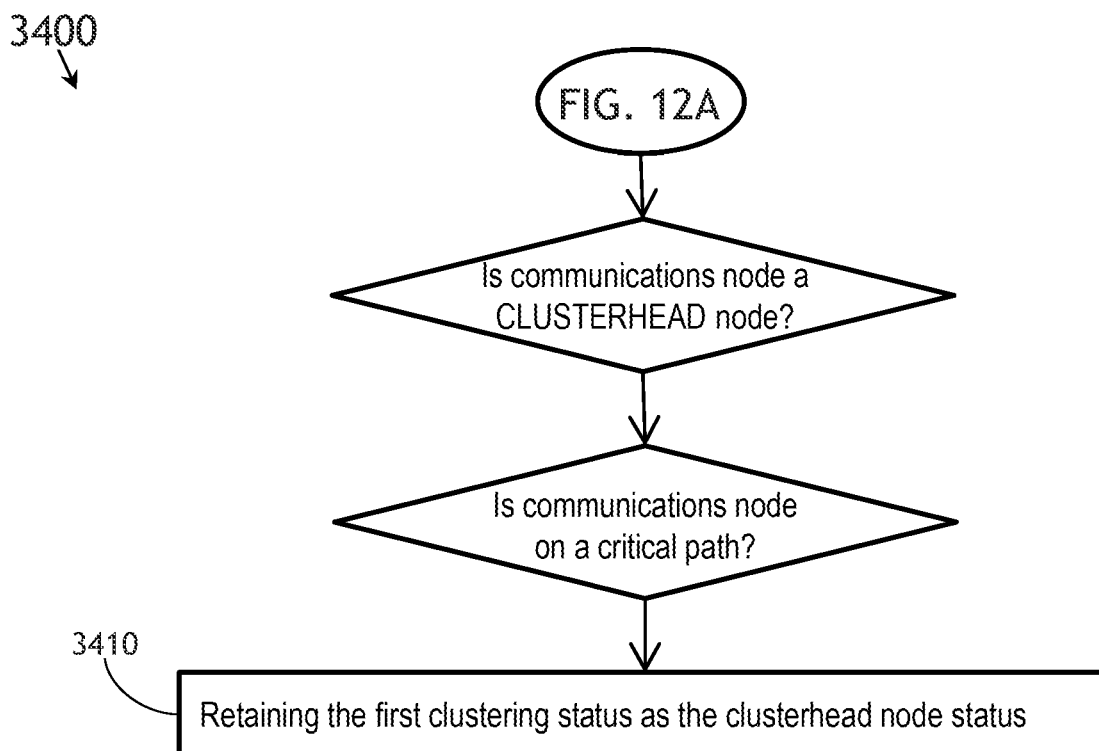 3400
FIG. 12A
Is communications node a
CLUSTERHEAD node?
Is communications node
on a critical path?
3410
Retaining the first clustering status as the clusterhead node status